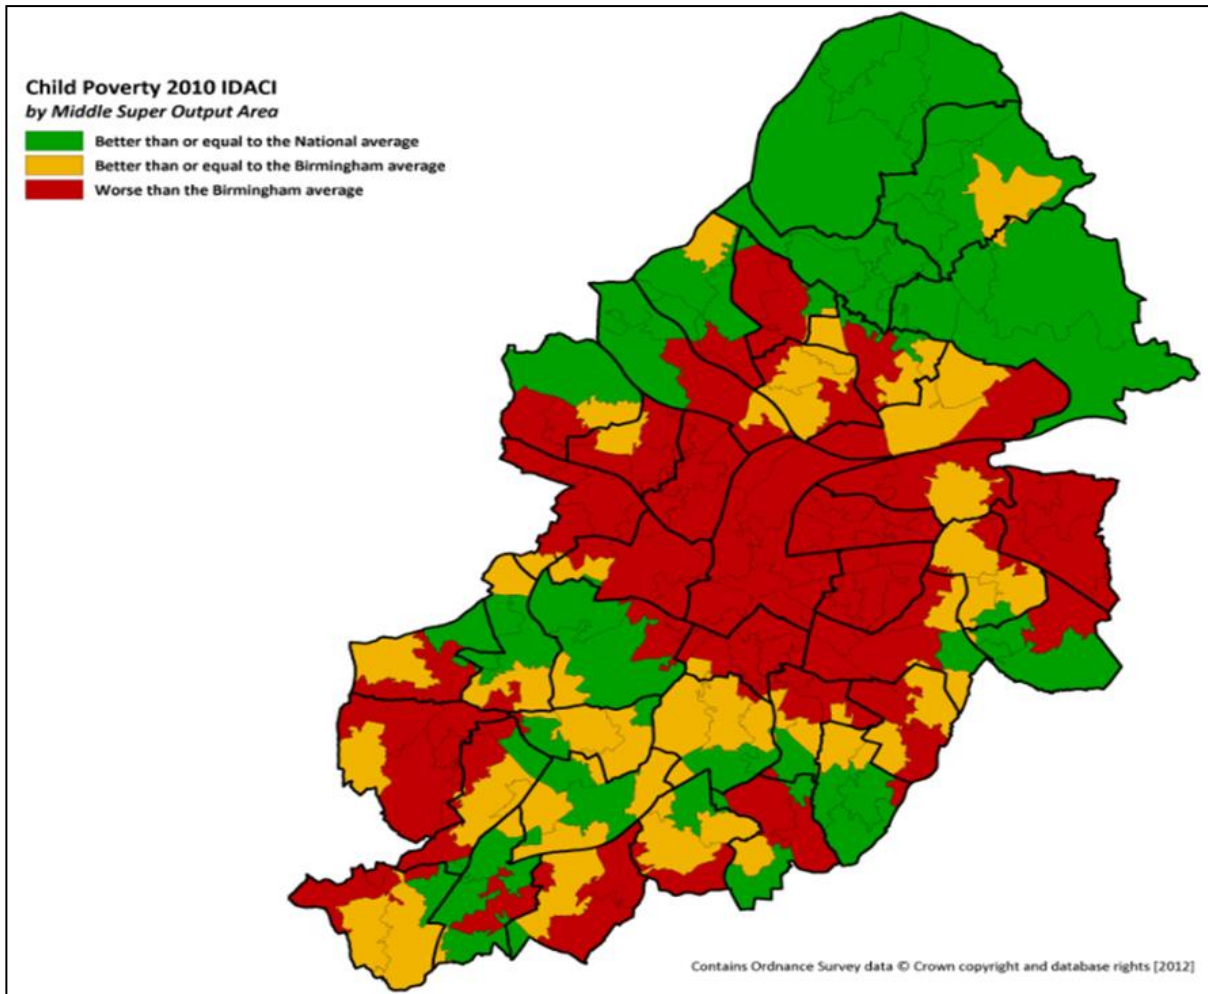 Child Poverty 2010 IDACI
by Middle Super Output Area
Better than or equal to the National average
Better than or equal to the Birmingham average
Worse than the Birmingham average
Contains Ordnance Survey data © Crown copyright and database rights [2012]